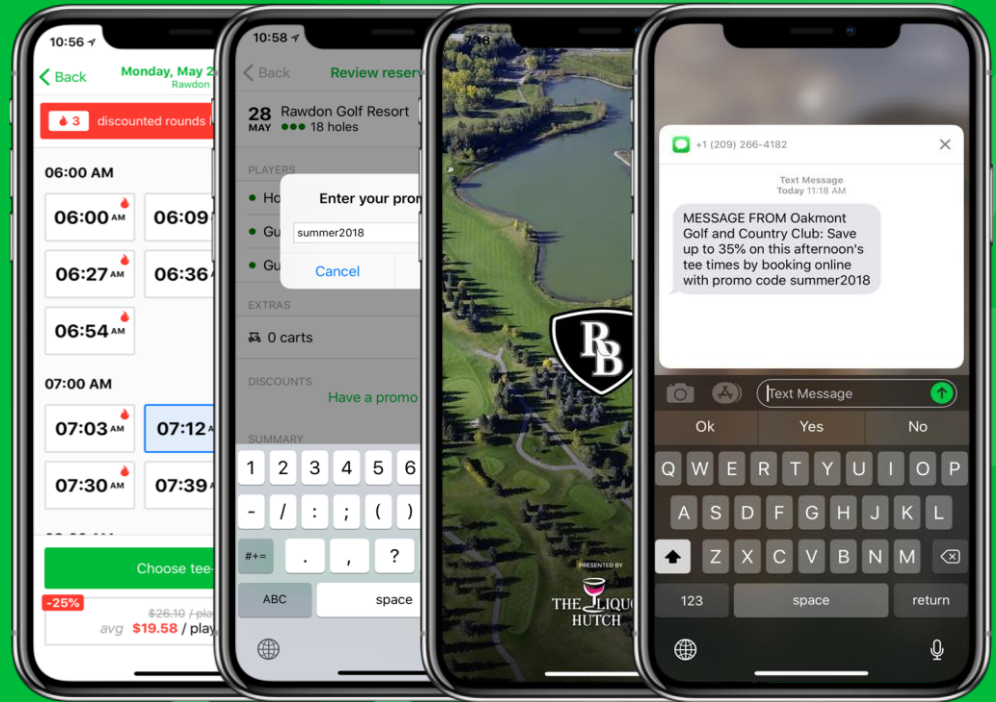 10:56
Back
Monday, May 2
Rawdon
3 discounted rounds
06:00 AM
06:00 AM
06:09
06:27 AM
06:36
06:54 AM
07:00 AM
07:03 AM
07:12
07:30 AM
07:39
Choose tee-
-25%
$26.10 / pla
avg $19.58 / play
10:58
Back
Review reser
28
MAY
Rawdon Golf Resort
18 holes
PLAYERS
Ho
Gu
Gu
Enter your pro
summer2018
Cancel
EXTRAS
0 carts
DISCOUNTS
Have a promo
SUMMARY
1 2 3 4 5 6
- / : ; ( )
#+= . , ?
ABC space
RB
PRESENTED BY
THE LIQU
HUTCH
+1 (209) 266-4182
Text Message
Today 11:18 AM
MESSAGE FROM Oakmont
Golf and Country Club: Save
up to 35% on this afternoon's
tee times by booking online
with promo code summer2018
Text Message
Ok Yes No
Q W E R T Y U I O P
A S D F G H J K L
Z X C V B N M
123 space return